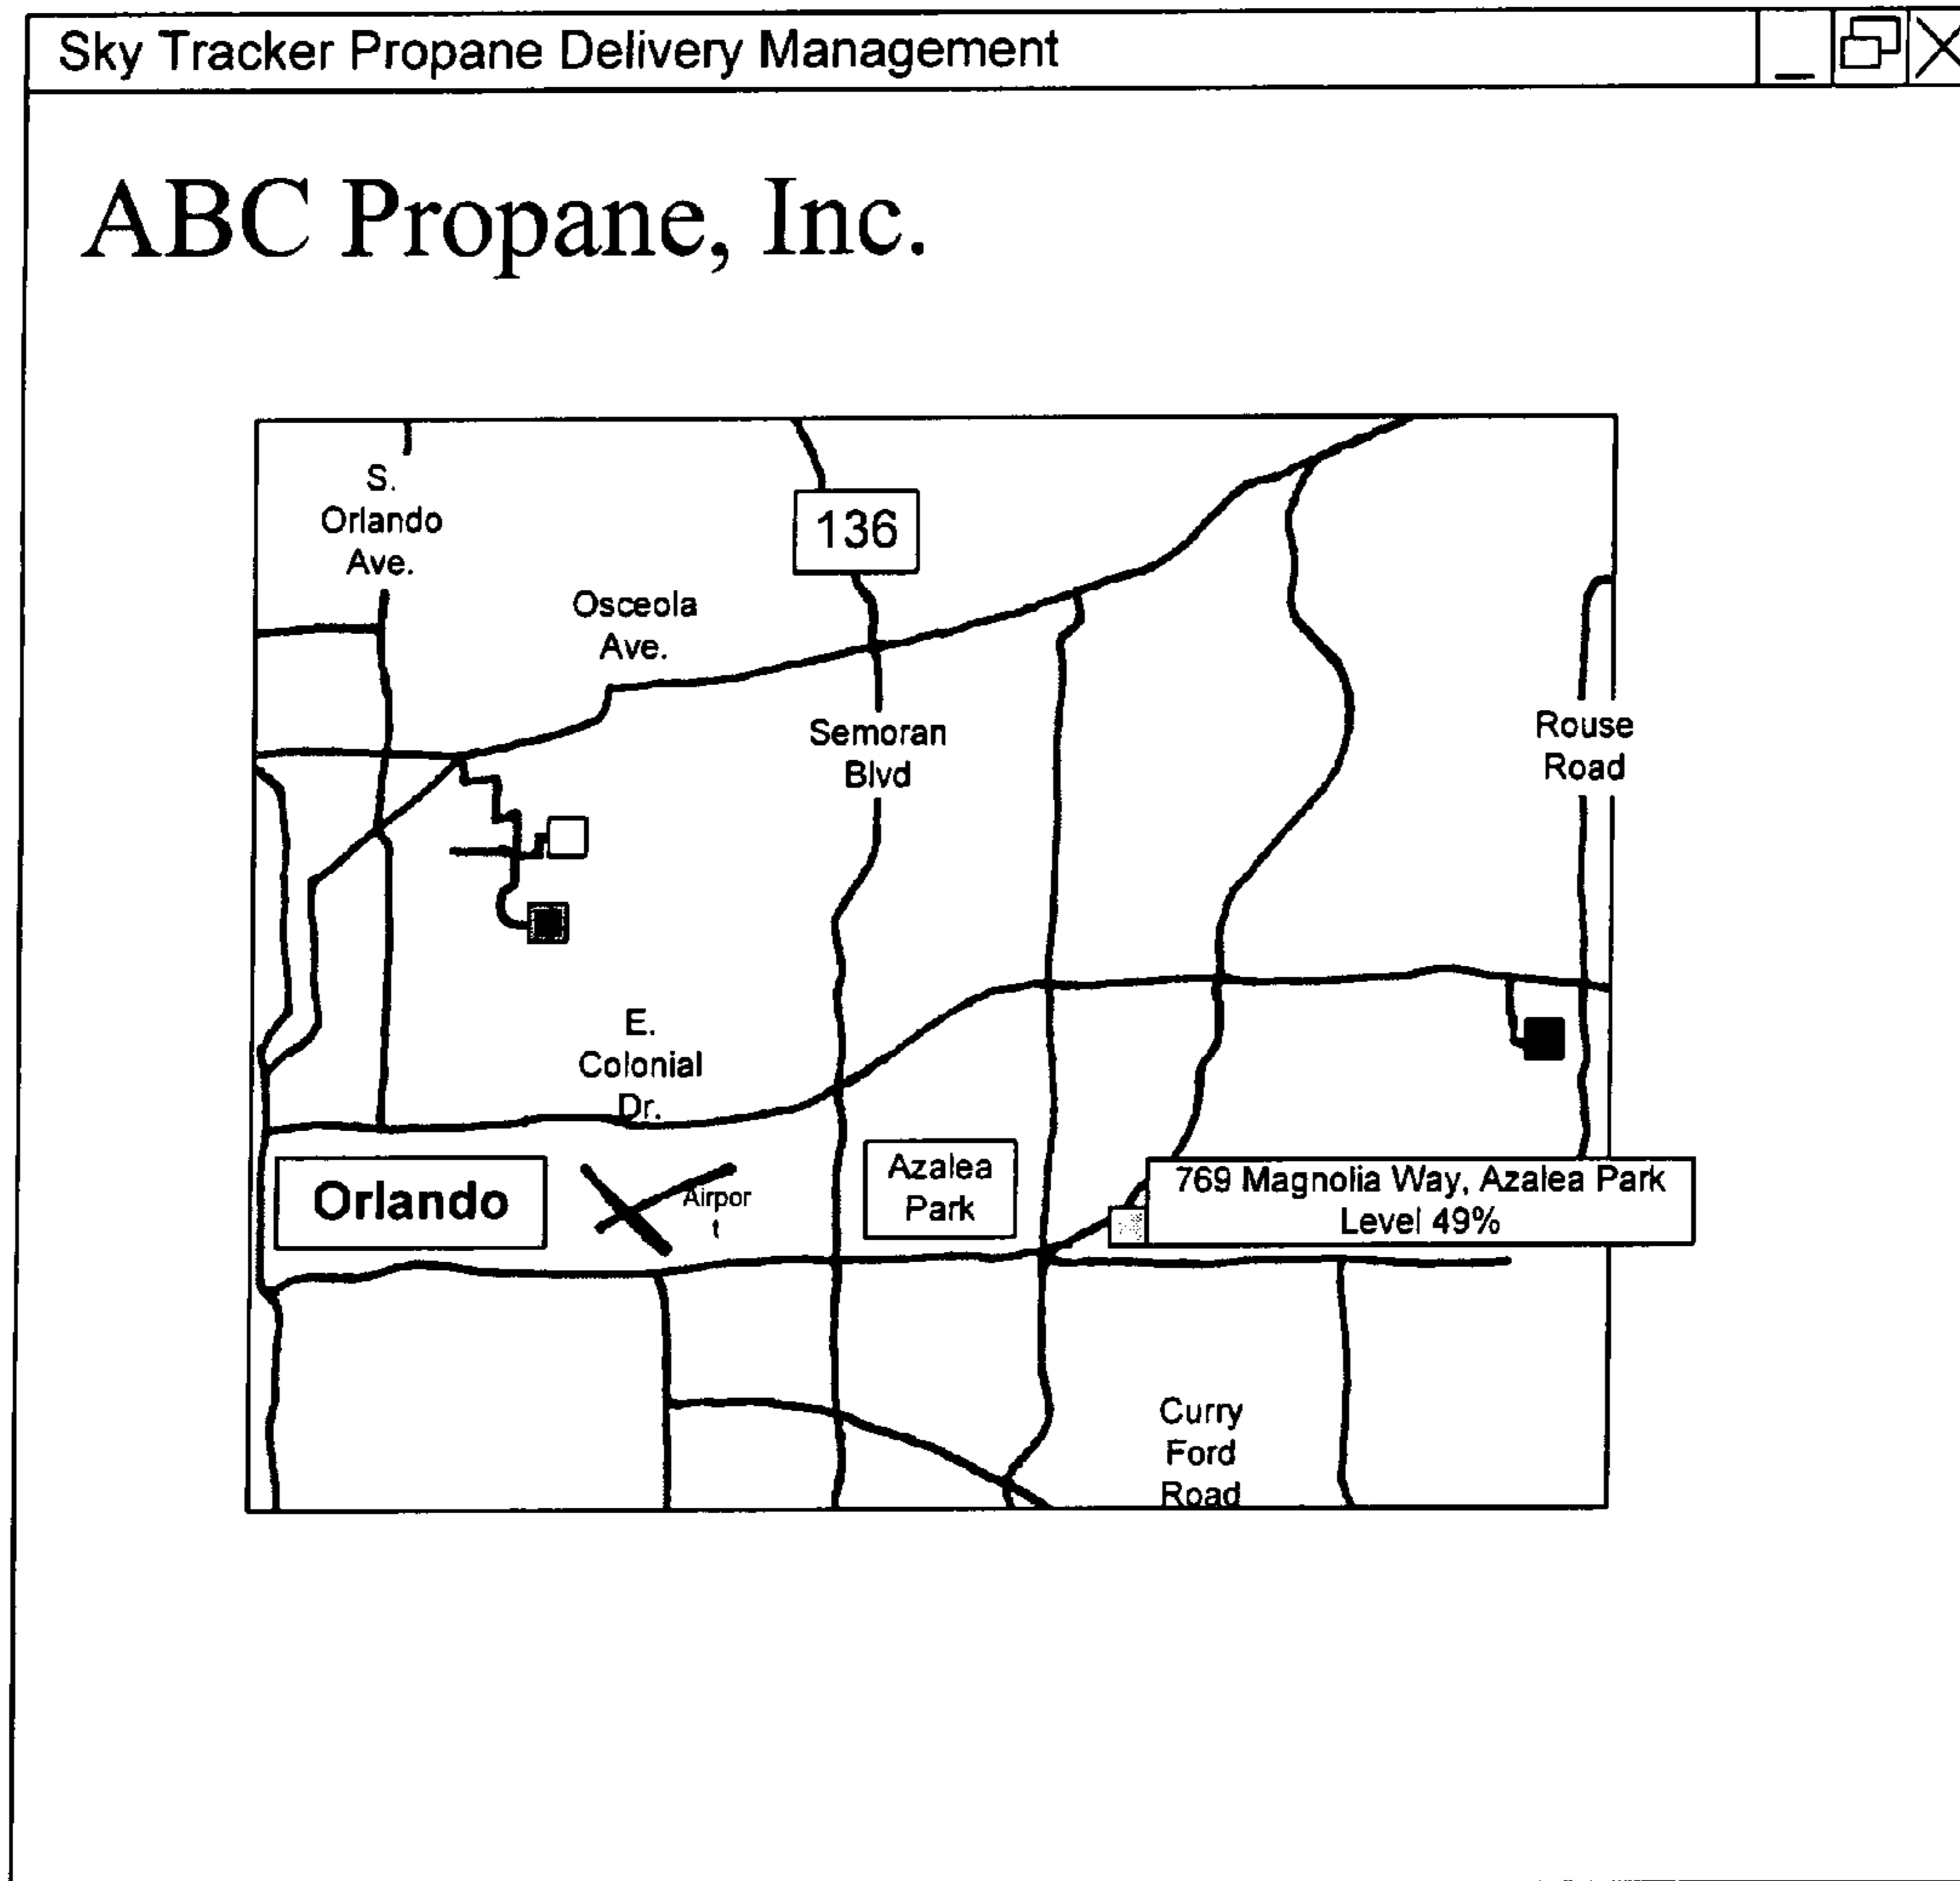 Sky Tracker Propane Delivery Management
ABC Propane, Inc.
S.
Orlando
Ave.
136
Osceola
Ave.
Semoran
Blvd
Rouse
Road
E.
Colonial
Dr.
Orlando
Airpor
t
Azalea
Park
769 Magnolia Way, Azalea Park
Level 49%
Curry
Ford
Road